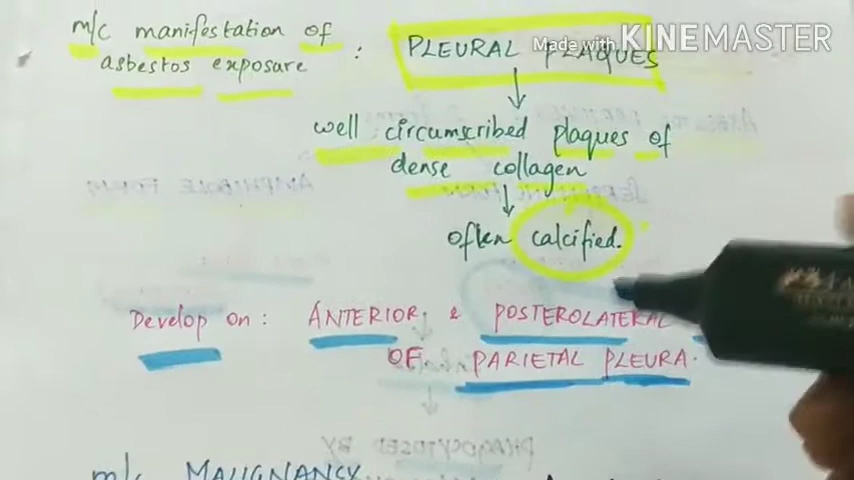 m/c manifestation of
asbestos exposure : PLEURAL PLAQUES
Made with KINEMASTER
well circumscribed plaques of
dense collagen
often calcified.
Develop on: ANTERIOR & POSTEROLATERAL
OF PARIETAL PLEURA.
m/c MALIGNANCY